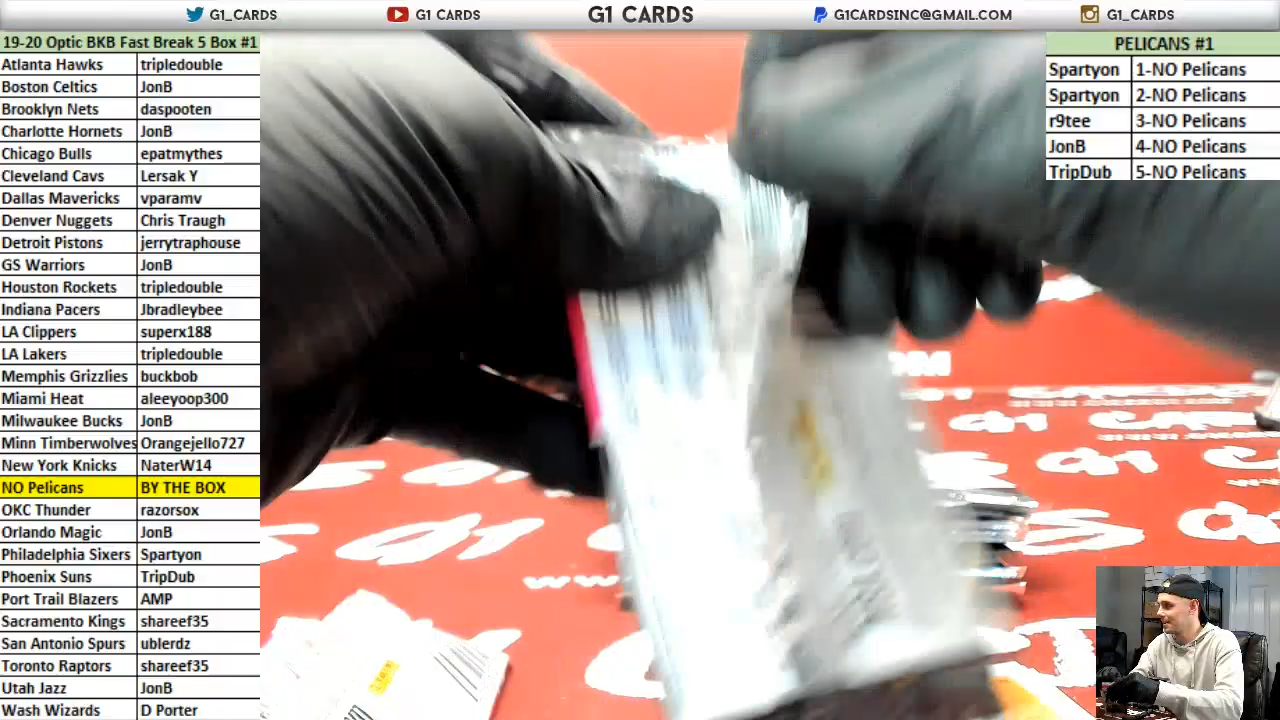 G1_CARDS
G1 CARDS
G1 CARDS
G1CARDSINC@GMAIL.COM
G1_CARDS
19-20 Optic BKB Fast Break 5 Box #1
Atlanta Hawks tripledouble
Boston Celtics JonB
Brooklyn Nets daspooten
Charlotte Hornets JonB
Chicago Bulls epatmythes
Cleveland Cavs Lersak Y
Dallas Mavericks vparamv
Denver Nuggets Chris Traugh
Detroit Pistons jerrytraphouse
GS Warriors JonB
Houston Rockets tripledouble
Indiana Pacers Jbradleybee
LA Clippers superx188
LA Lakers tripledouble
Memphis Grizzlies buckbob
Miami Heat aleeyoop300
Milwaukee Bucks JonB
Minn Timberwolves Orangejello727
New York Knicks NaterW14
NO Pelicans BY THE BOX
OKC Thunder razorsox
Orlando Magic JonB
Philadelphia Sixers Spartyon
Phoenix Suns TripDub
Port Trail Blazers AMP
Sacramento Kings shareef35
San Antonio Spurs ublerdz
Toronto Raptors shareef35
Utah Jazz JonB
Wash Wizards D Porter
PELICANS #1
Spartyon 1-NO Pelicans
Spartyon 2-NO Pelicans
r9tee 3-NO Pelicans
JonB 4-NO Pelicans
TripDub 5-NO Pelicans